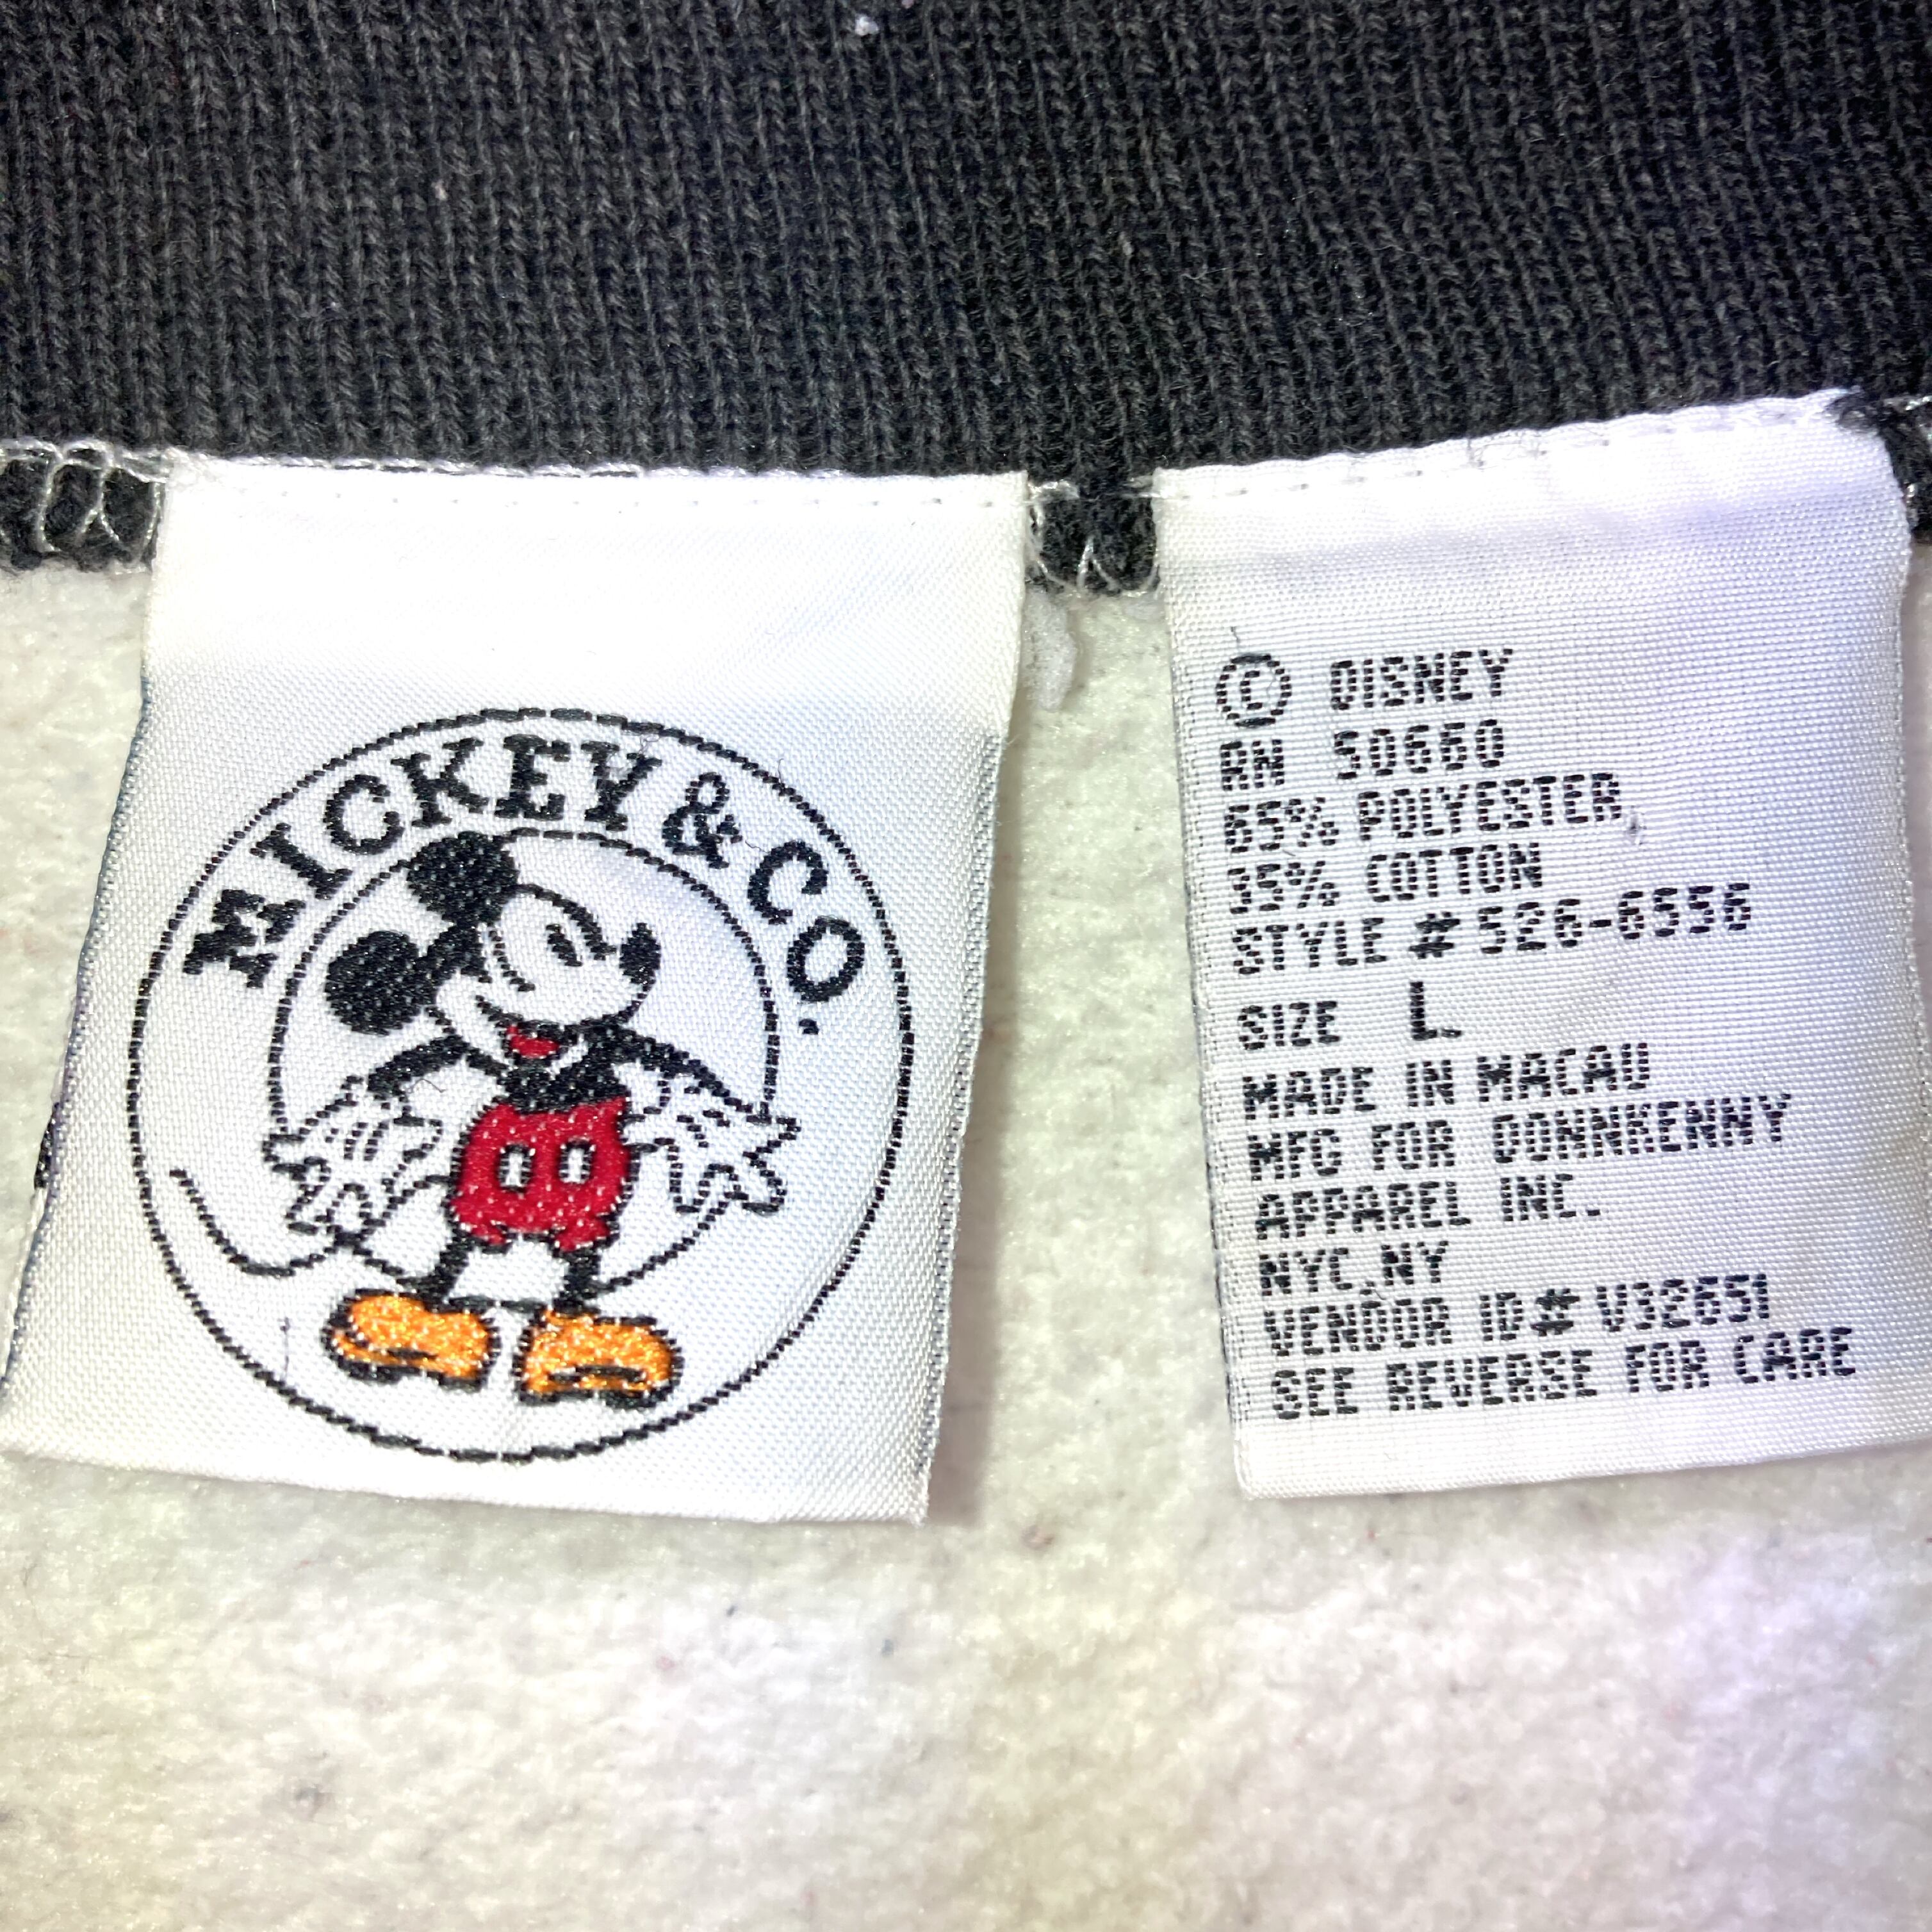 MICKEY & CO.
© DISNEY
RN 50660
65% POLYESTER,
35% COTTON
STYLE # 526-6556
SIZE L
MADE IN MACAU
MFG FOR DONNKENNY
APPAREL INC.
NYC,NY
VENDOR ID# V32651
SEE REVERSE FOR CARE